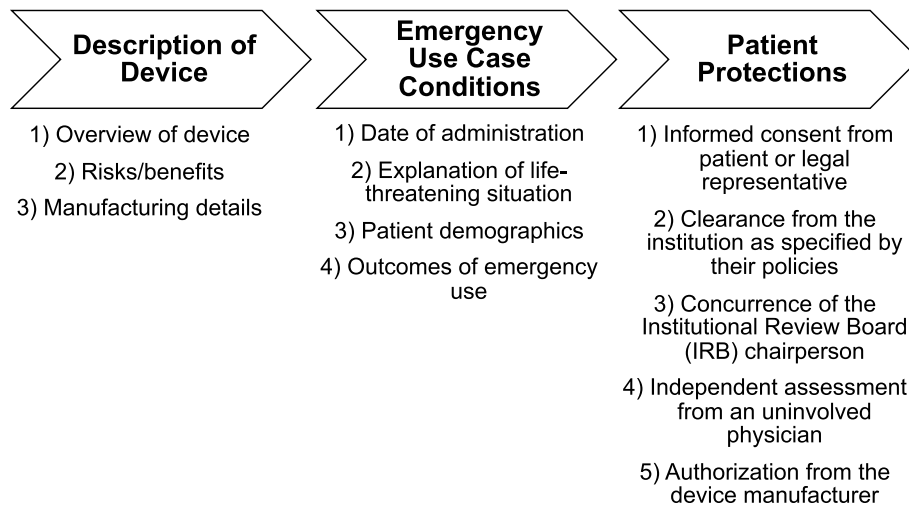 Description of
Device
1) Overview of device
2) Risks/benefits
3) Manufacturing details
Emergency
Use Case
Conditions
1) Date of administration
2) Explanation of life-
threatening situation
3) Patient demographics
4) Outcomes of emergency
use
Patient
Protections
1) Informed consent from
patient or legal
representative
2) Clearance from the
institution as specified by
their policies
3) Concurrence of the
Institutional Review Board
(IRB) chairperson
4) Independent assessment
from an uninvolved
physician
5) Authorization from the
device manufacturer